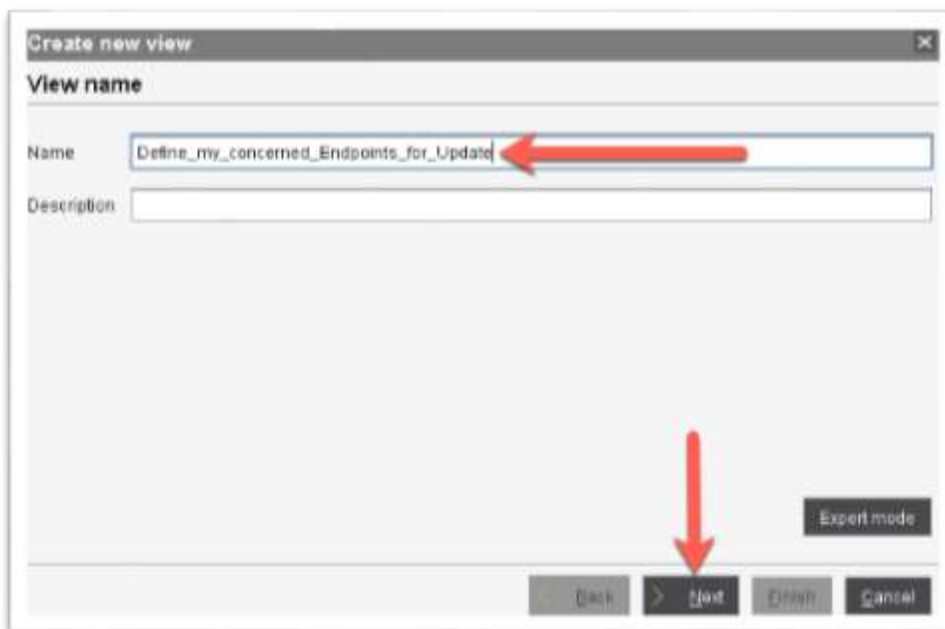 Create new view
View name
Name Define_my_concerned_Endpoints_for_Update
Description
Expert mode
Back Next Finish Cancel